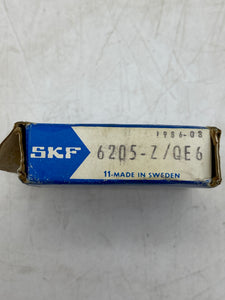 1986-08
SKF
6205-Z/QE6
11-MADE IN SWEDEN